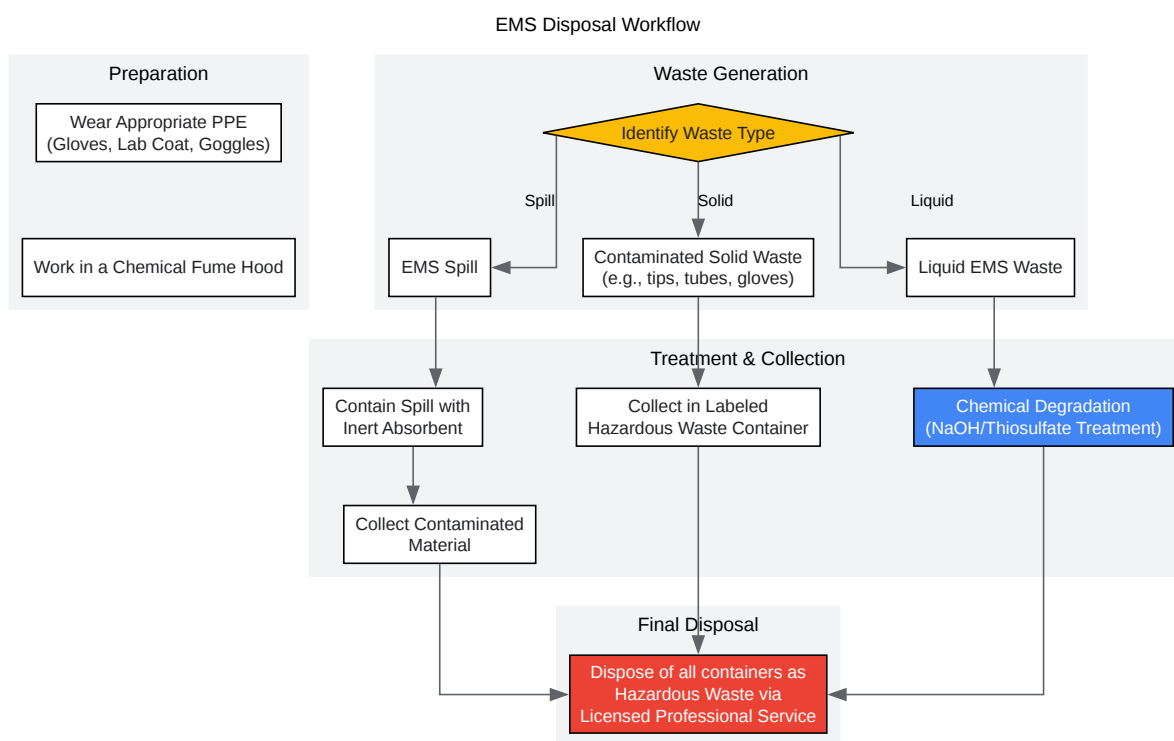 EMS Disposal Workflow
Preparation
Wear Appropriate PPE
(Gloves, Lab Coat, Goggles)
Work in a Chemical Fume Hood
Waste Generation
Identify Waste Type
Spill
Solid
Liquid
EMS Spill
Contaminated Solid Waste
(e.g., tips, tubes, gloves)
Liquid EMS Waste
Treatment & Collection
Contain Spill with
Inert Absorbent
Collect in Labeled
Hazardous Waste Container
Chemical Degradation
(NaOH/Thiosulfate Treatment)
Collect Contaminated
Material
Final Disposal
Dispose of all containers as
Hazardous Waste via
Licensed Professional Service